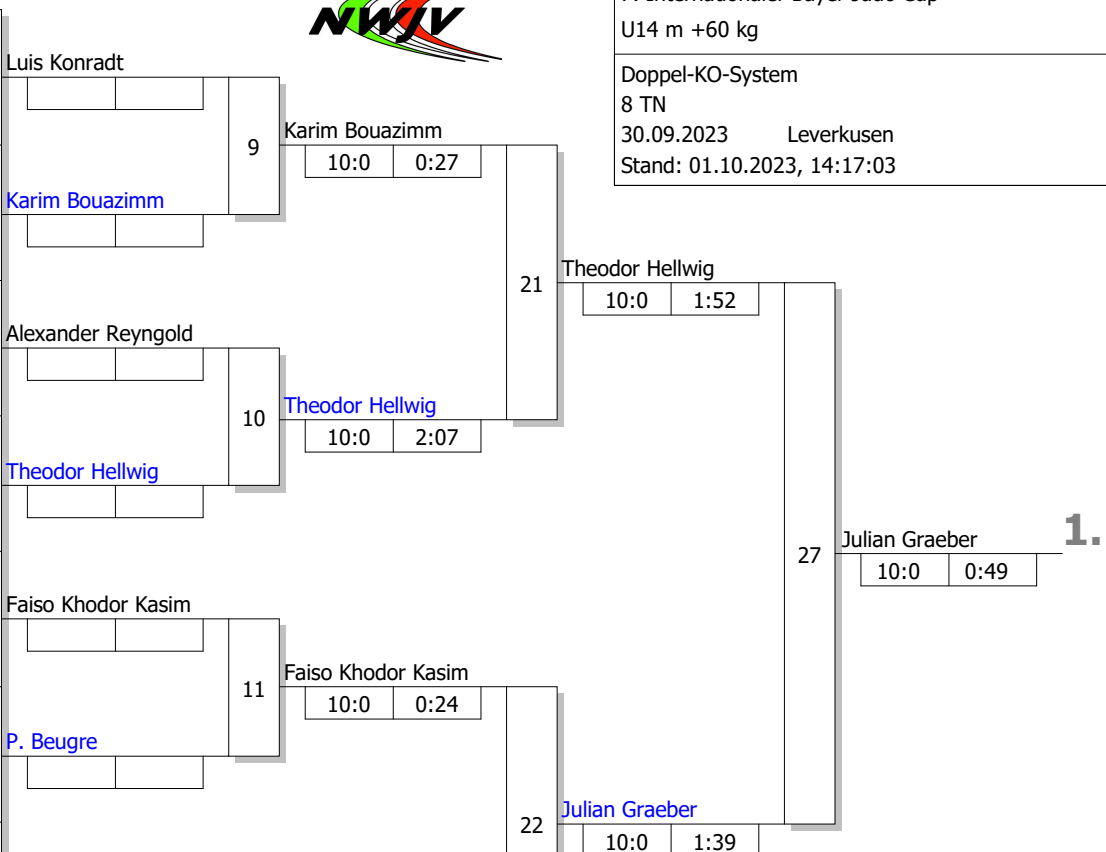 NWJV
U14 m +60 kg
Doppel-KO-System
8 TN
30.09.2023 Leverkusen
Stand: 01.10.2023, 14:17:03
Luis Konradt
9
Karim Bouazimm
10:0 0:27
Karim Bouazimm
21
Theodor Hellwig
10:0 1:52
Alexander Reyngold
10
Theodor Hellwig
10:0 2:07
Theodor Hellwig
27
Julian Graeber
1.
10:0 0:49
Faiso Khodor Kasim
11
Faiso Khodor Kasim
10:0 0:24
P. Beugre
22
Julian Graeber
10:0 1:39